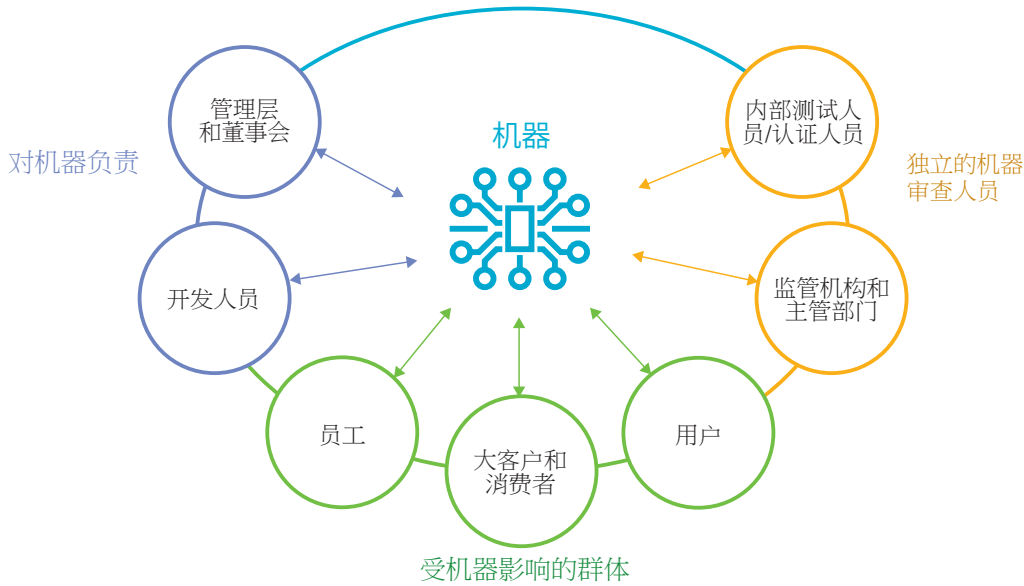 管理层
和董事会
内部测试人
员/认证人员
机器
对机器负责
独立的机器
审查人员
开发人员
监管机构和
主管部门
员工
大客户和
消费者
用户
受机器影响的群体